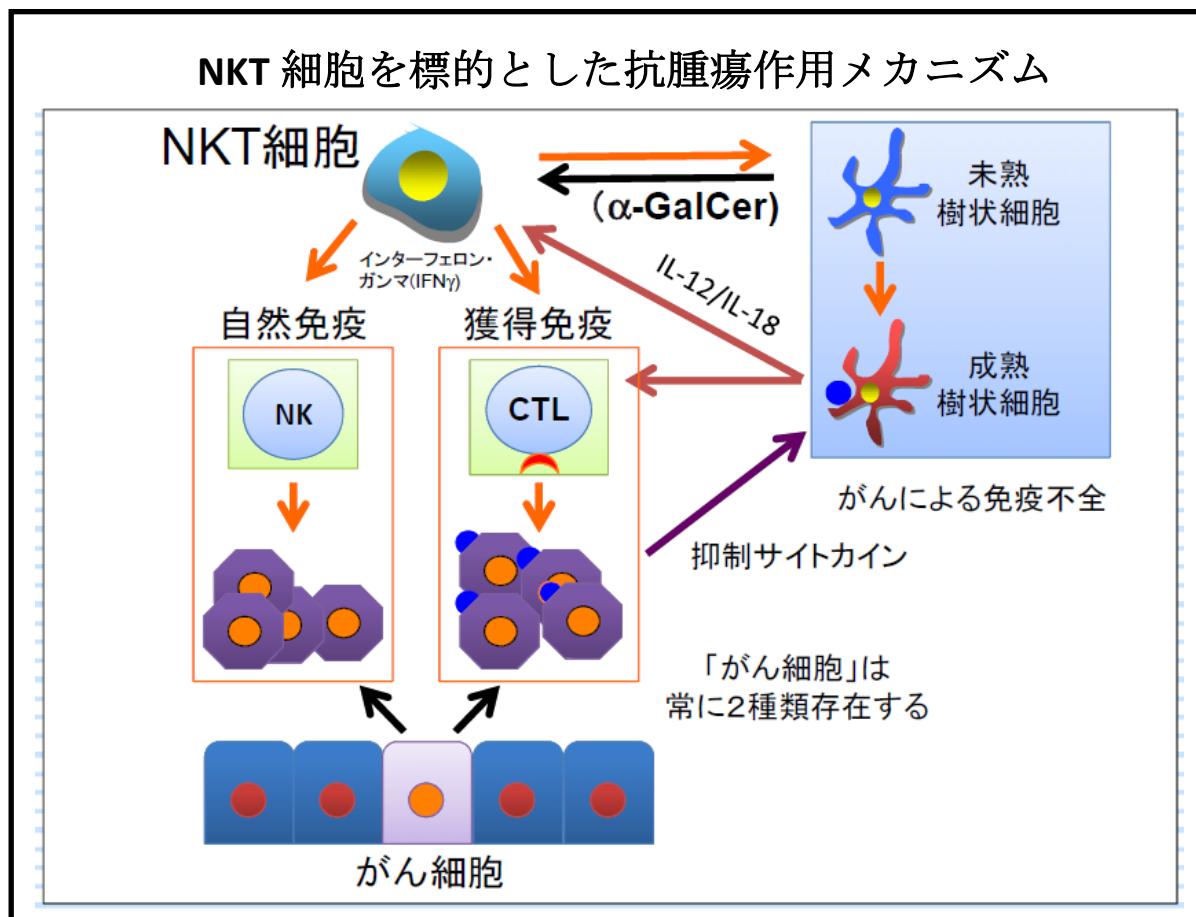 NKT 細胞を標的とした抗腫瘍作用メカニズム
NKT細胞
(α-GalCer)
未熟
樹状細胞
インターフェロン・
ガンマ(IFNγ)
IL-12/IL-18
自然免疫
獲得免疫
成熟
樹状細胞
NK
CTL
がんによる免疫不全
抑制サイトカイン
「がん細胞」は
常に2種類存在する
がん細胞